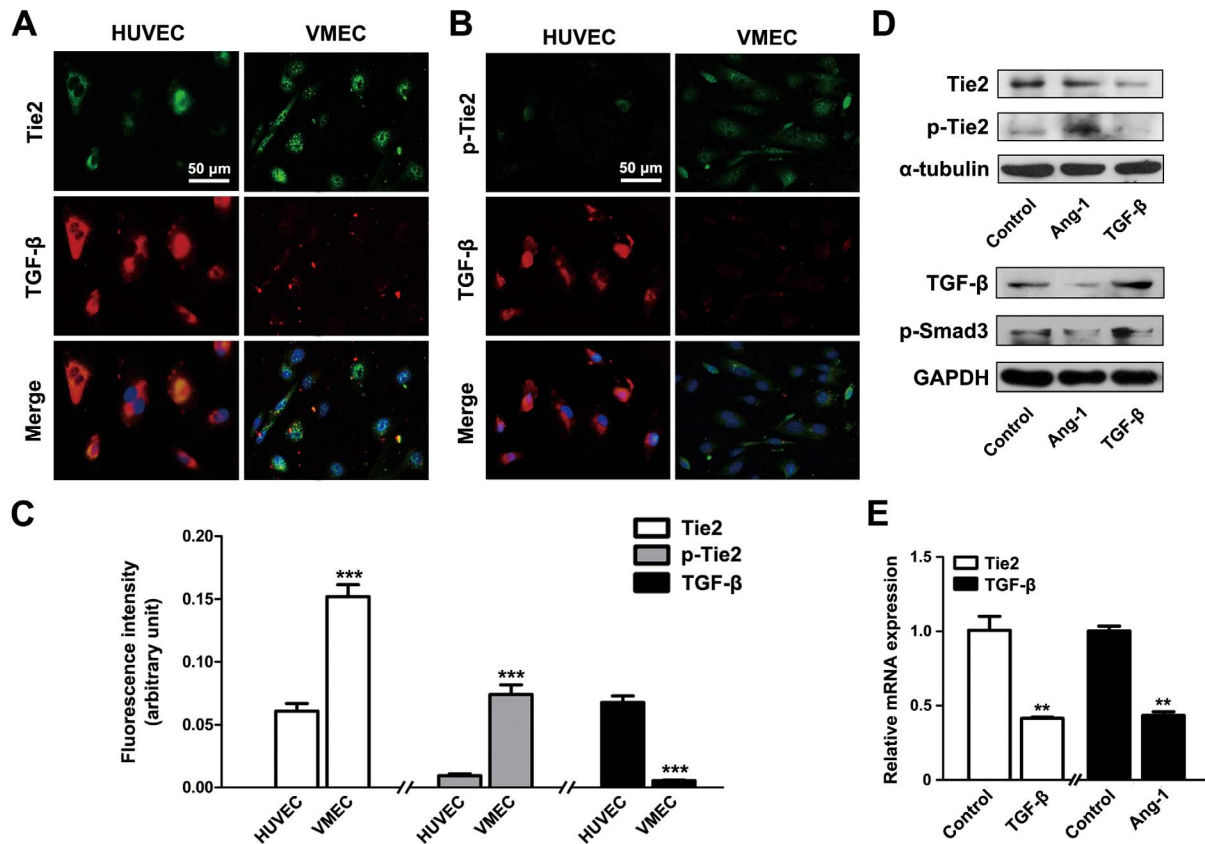 A
HUVEC VMEC
Tie2
50 µm
TGF-β
Merge
B
HUVEC VMEC
p-Tie2
50 µm
TGF-β
Merge
D
Tie2
p-Tie2
α-tubulin
Control Ang-1 TGF-β
TGF-β
p-Smad3
GAPDH
Control Ang-1 TGF-β
C
Fluorescence intensity
(arbitrary unit)
0.20
0.15
0.10
0.05
0.00
Tie2
p-Tie2
TGF-β
***
***
***
HUVEC VMEC HUVEC VMEC HUVEC VMEC
E
Relative mRNA expression
1.5
1.0
0.5
0
Tie2
TGF-β
**
**
Control TGF-β Control Ang-1